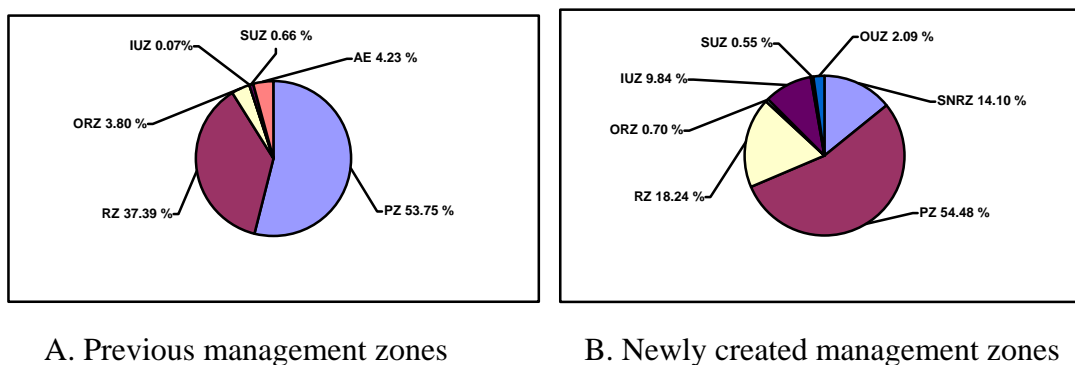 IUZ 0.07%
SUZ 0.66 %
AE 4.23 %
ORZ 3.80 %
RZ 37.39 %
PZ 53.75 %
A. Previous management zones
SUZ 0.55 %
OUZ 2.09 %
IUZ 9.84 %
SNRZ 14.10 %
ORZ 0.70 %
RZ 18.24 %
PZ 54.48 %
B. Newly created management zones